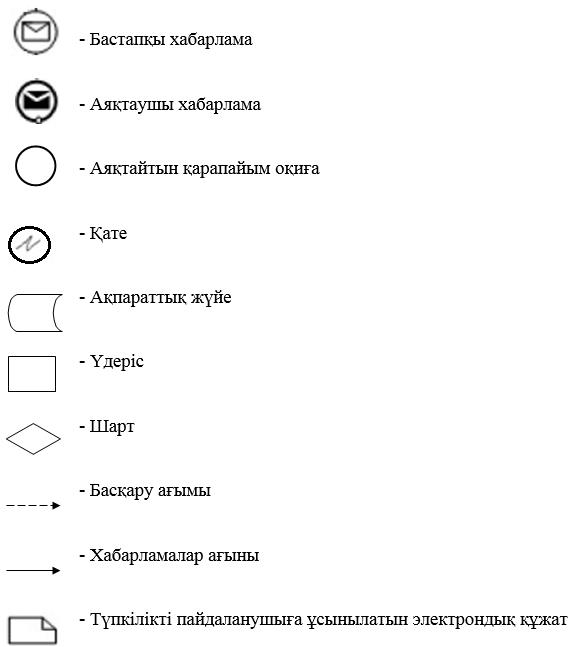 - Бастапқы хабарлама
- Аяқтаушы хабарлама
- Аяқтайтын қарапайым оқиға
- Қате
- Ақпараттық жүйе
- Үдеріс
- Шарт
- Басқару ағымы
- Хабарламалар ағыны
- Түпкілікті пайдаланушыға ұсынылатын электрондық құжат